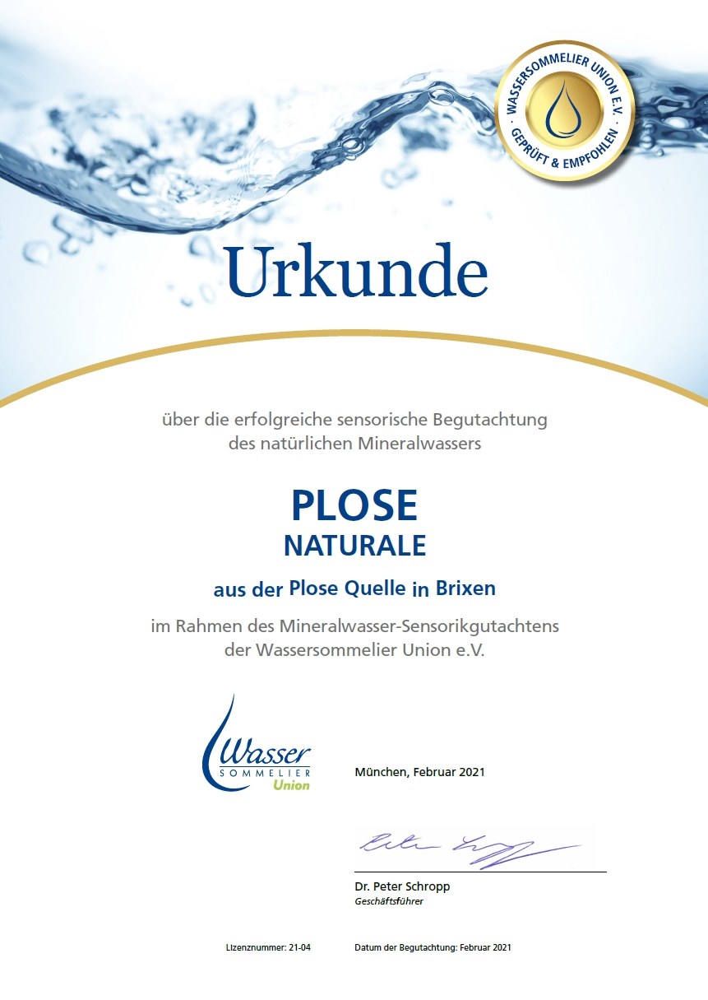 WASSERSOMMELIER UNION E.V.
· GEPRÜFT & EMPFOHLEN ·
Urkunde
über die erfolgreiche sensorische Begutachtung
des natürlichen Mineralwassers
PLOSE
NATURALE
aus der Plose Quelle in Brixen
im Rahmen des Mineralwasser-Sensorikgutachtens
der Wassersommelier Union e.V.
Wasser
SOMMELIER
Union
München, Februar 2021
Dr. Peter Schropp
Geschäftsführer
LIzenznummer: 21-04
Datum der Begutachtung: Februar 2021